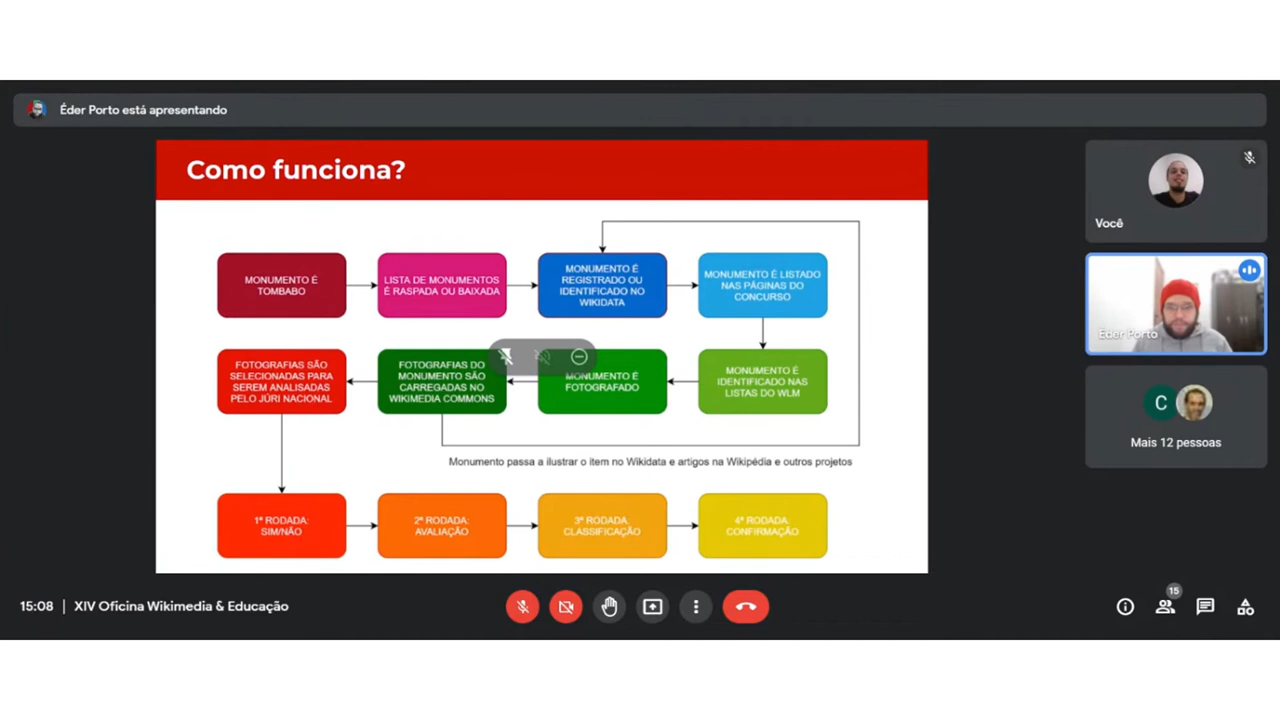 Éder Porto está apresentando
Como funciona?
MONUMENTO É
TOMBABO
LISTA DE MONUMENTOS
É RASPADA OU BAIXADA
MONUMENTO É
REGISTRADO OU
IDENTIFICADO NO
WIKIDATA
MONUMENTO É LISTADO
NAS PÁGINAS DO
CONCURSO
FOTOGRAFIAS SÃO
SELECIONADAS PARA
SEREM ANALISADAS
PELO JÚRI NACIONAL
FOTOGRAFIAS DO
MONUMENTO SÃO
CARREGADAS NO
WIKIMEDIA COMMONS
MONUMENTO É
FOTOGRAFADO
MONUMENTO É
IDENTIFICADO NAS
LISTAS DO WLM
Monumento passa a ilustrar o item no Wikidata e artigos na Wikipédia e outros projetos
1ª RODADA:
SIM/NÃO
2ª RODADA:
AVALIAÇÃO
3ª RODADA:
CLASSIFICAÇÃO
4ª RODADA:
CONFIRMAÇÃO
Você
Éder Porto
C
Mais 12 pessoas
15:08 | XIV Oficina Wikimedia & Educação
15